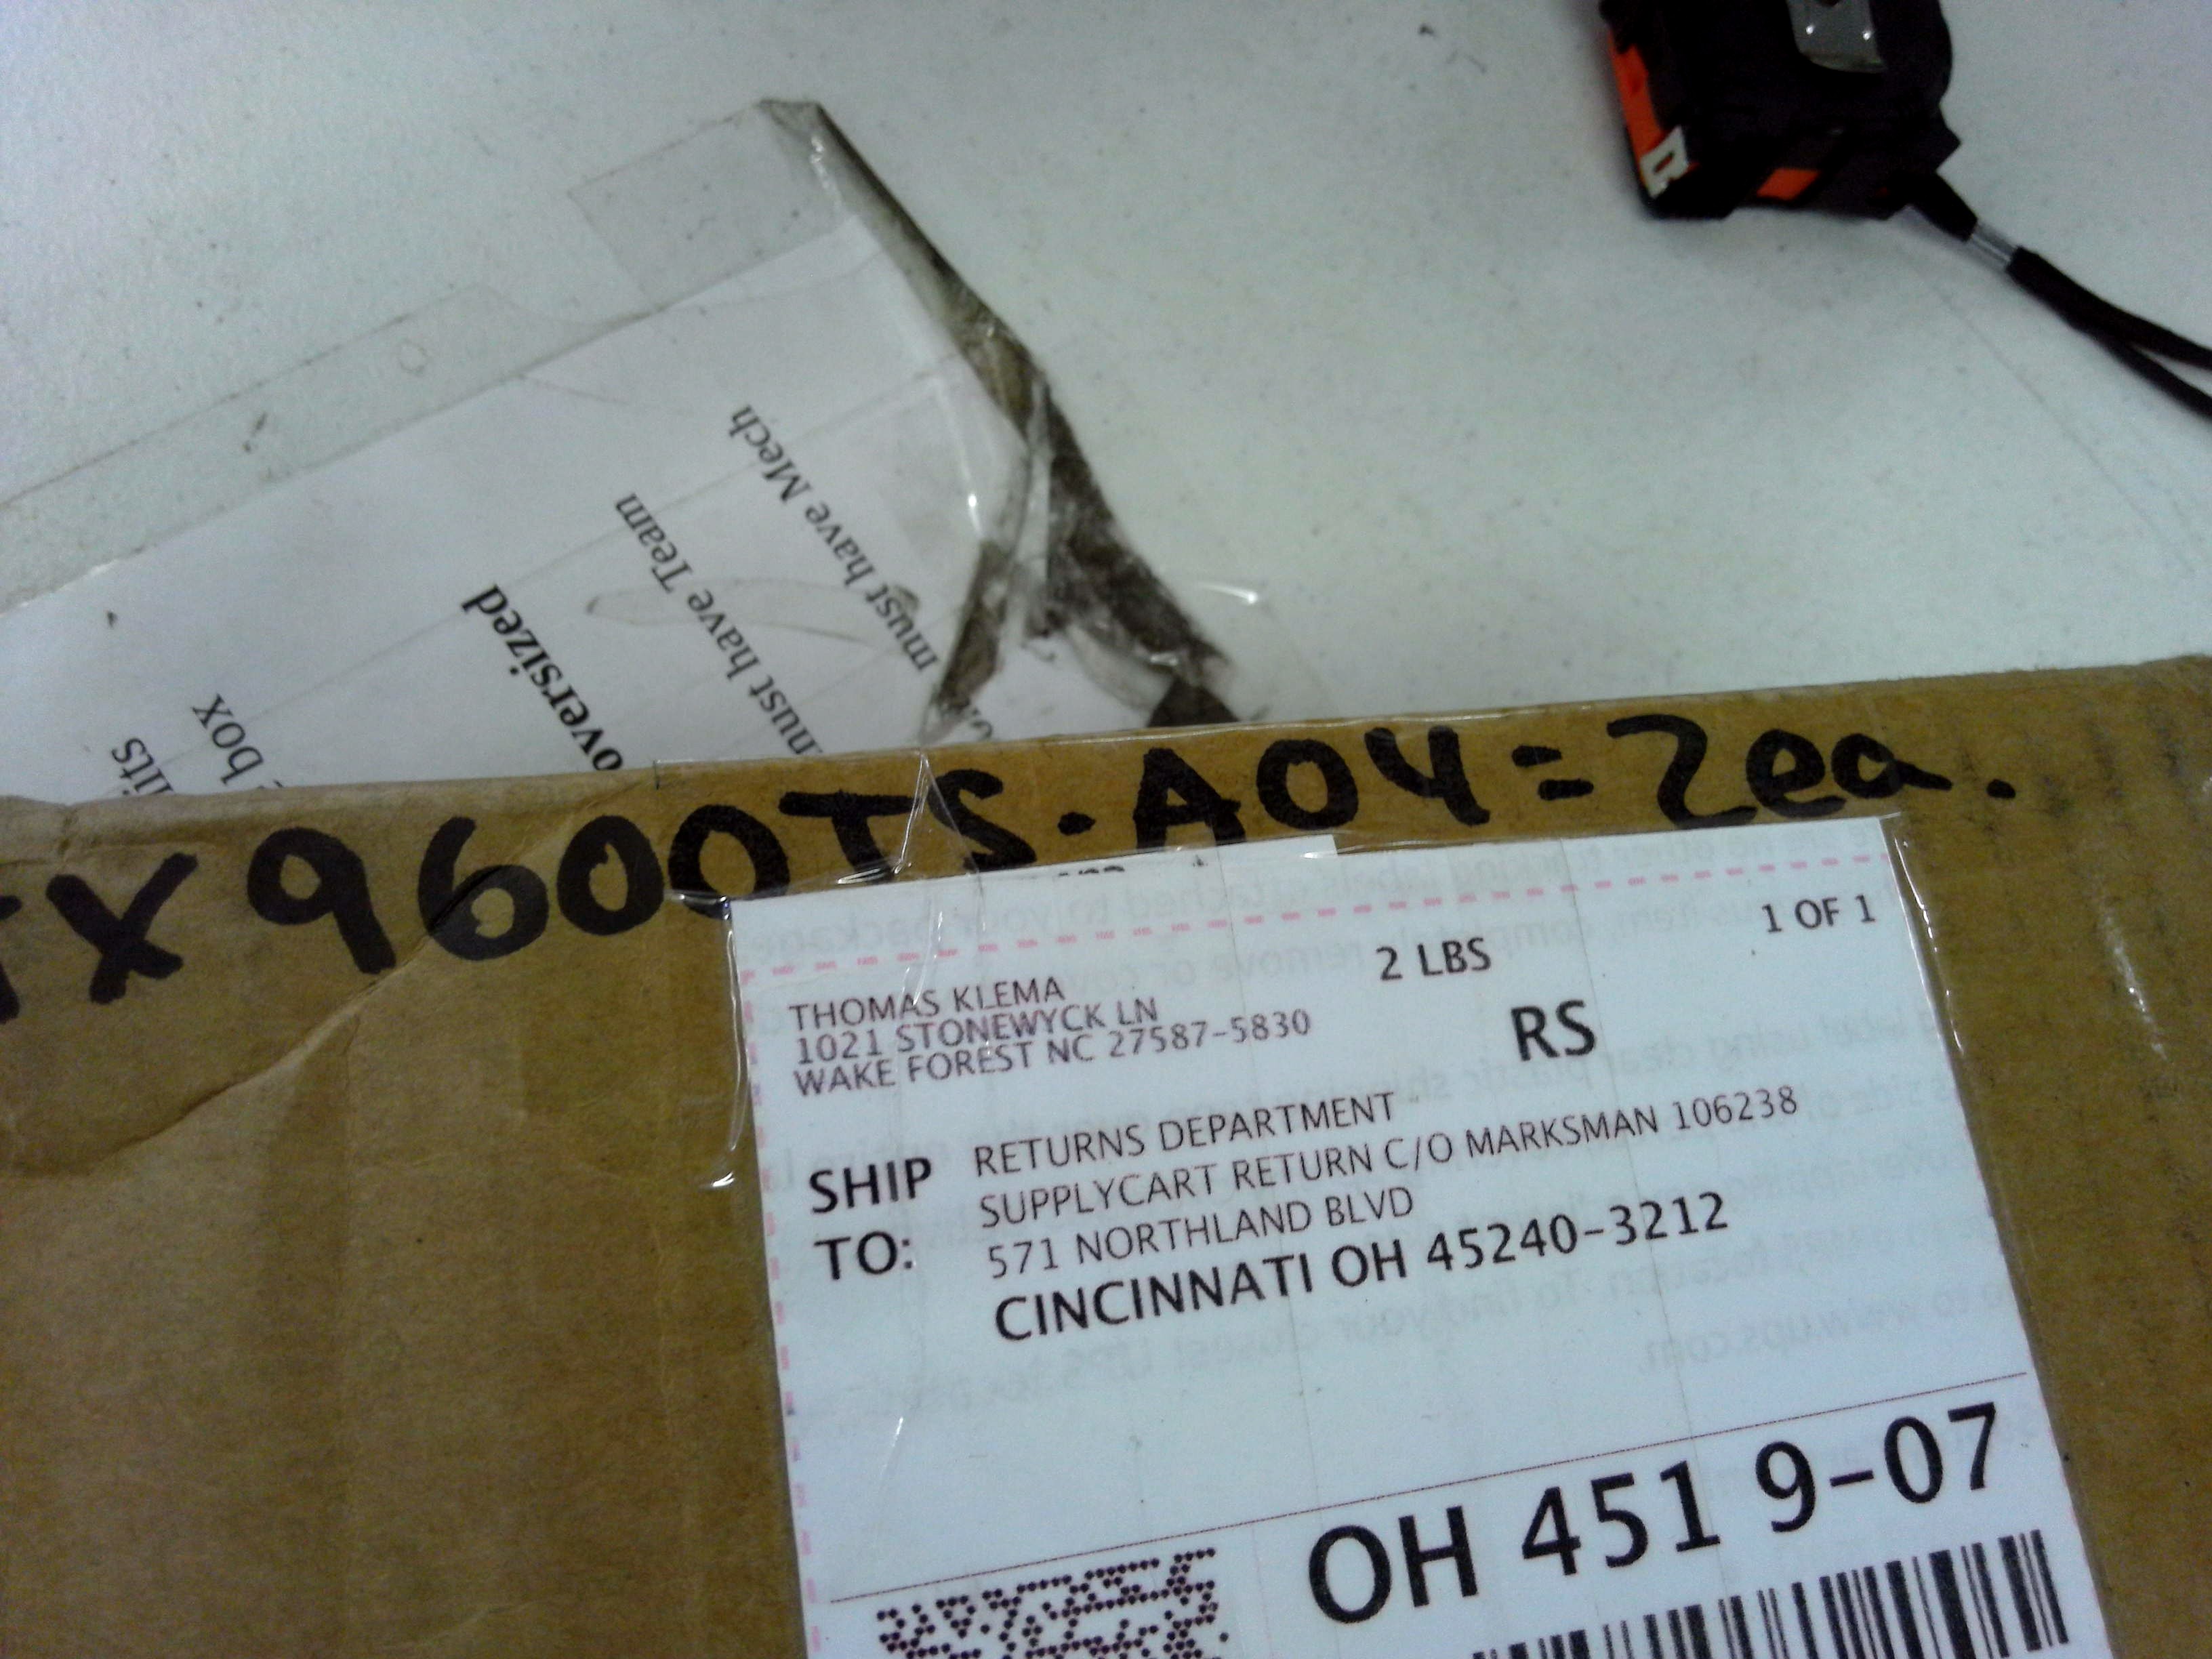 must have Mech
must have Team
oversized
box
X 9600TS-A04=2ea.
1 OF 1
2 LBS
THOMAS KLEMA
1021 STONEWYCK LN
WAKE FOREST NC 27587-5830
RS
SHIP TO:
RETURNS DEPARTMENT
SUPPLYCART RETURN C/O MARKSMAN 106238
571 NORTHLAND BLVD
CINCINNATI OH 45240-3212
OH 451 9-07